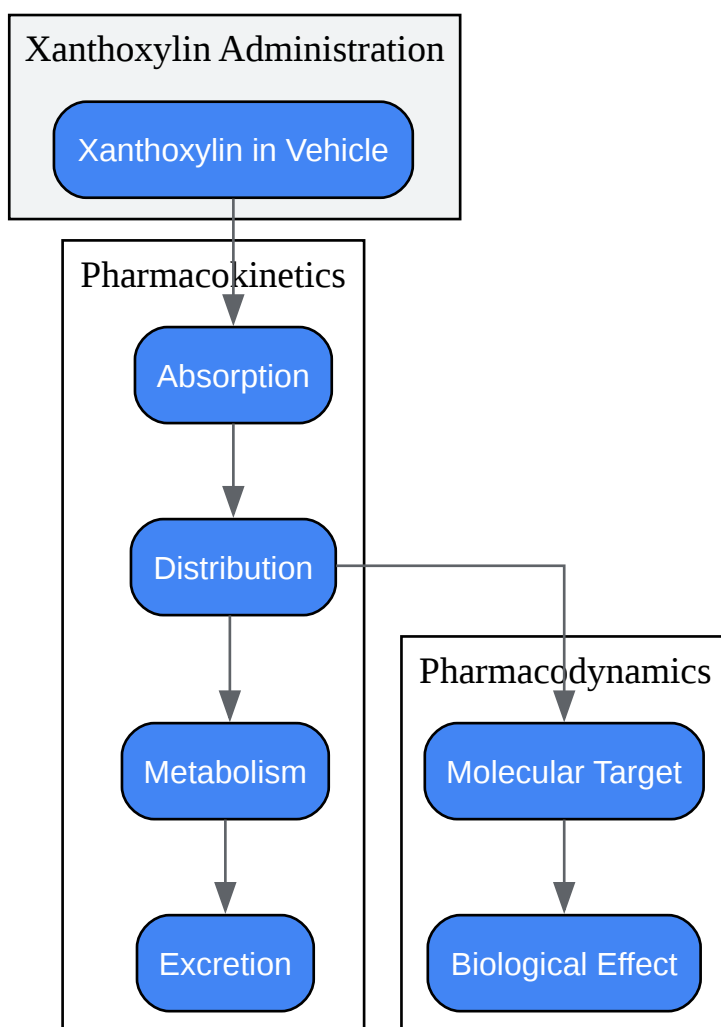 Xanthoxylin Administration
Xanthoxylin in Vehicle
Pharmacokinetics
Absorption
Distribution
Metabolism
Excretion
Pharmacodynamics
Molecular Target
Biological Effect